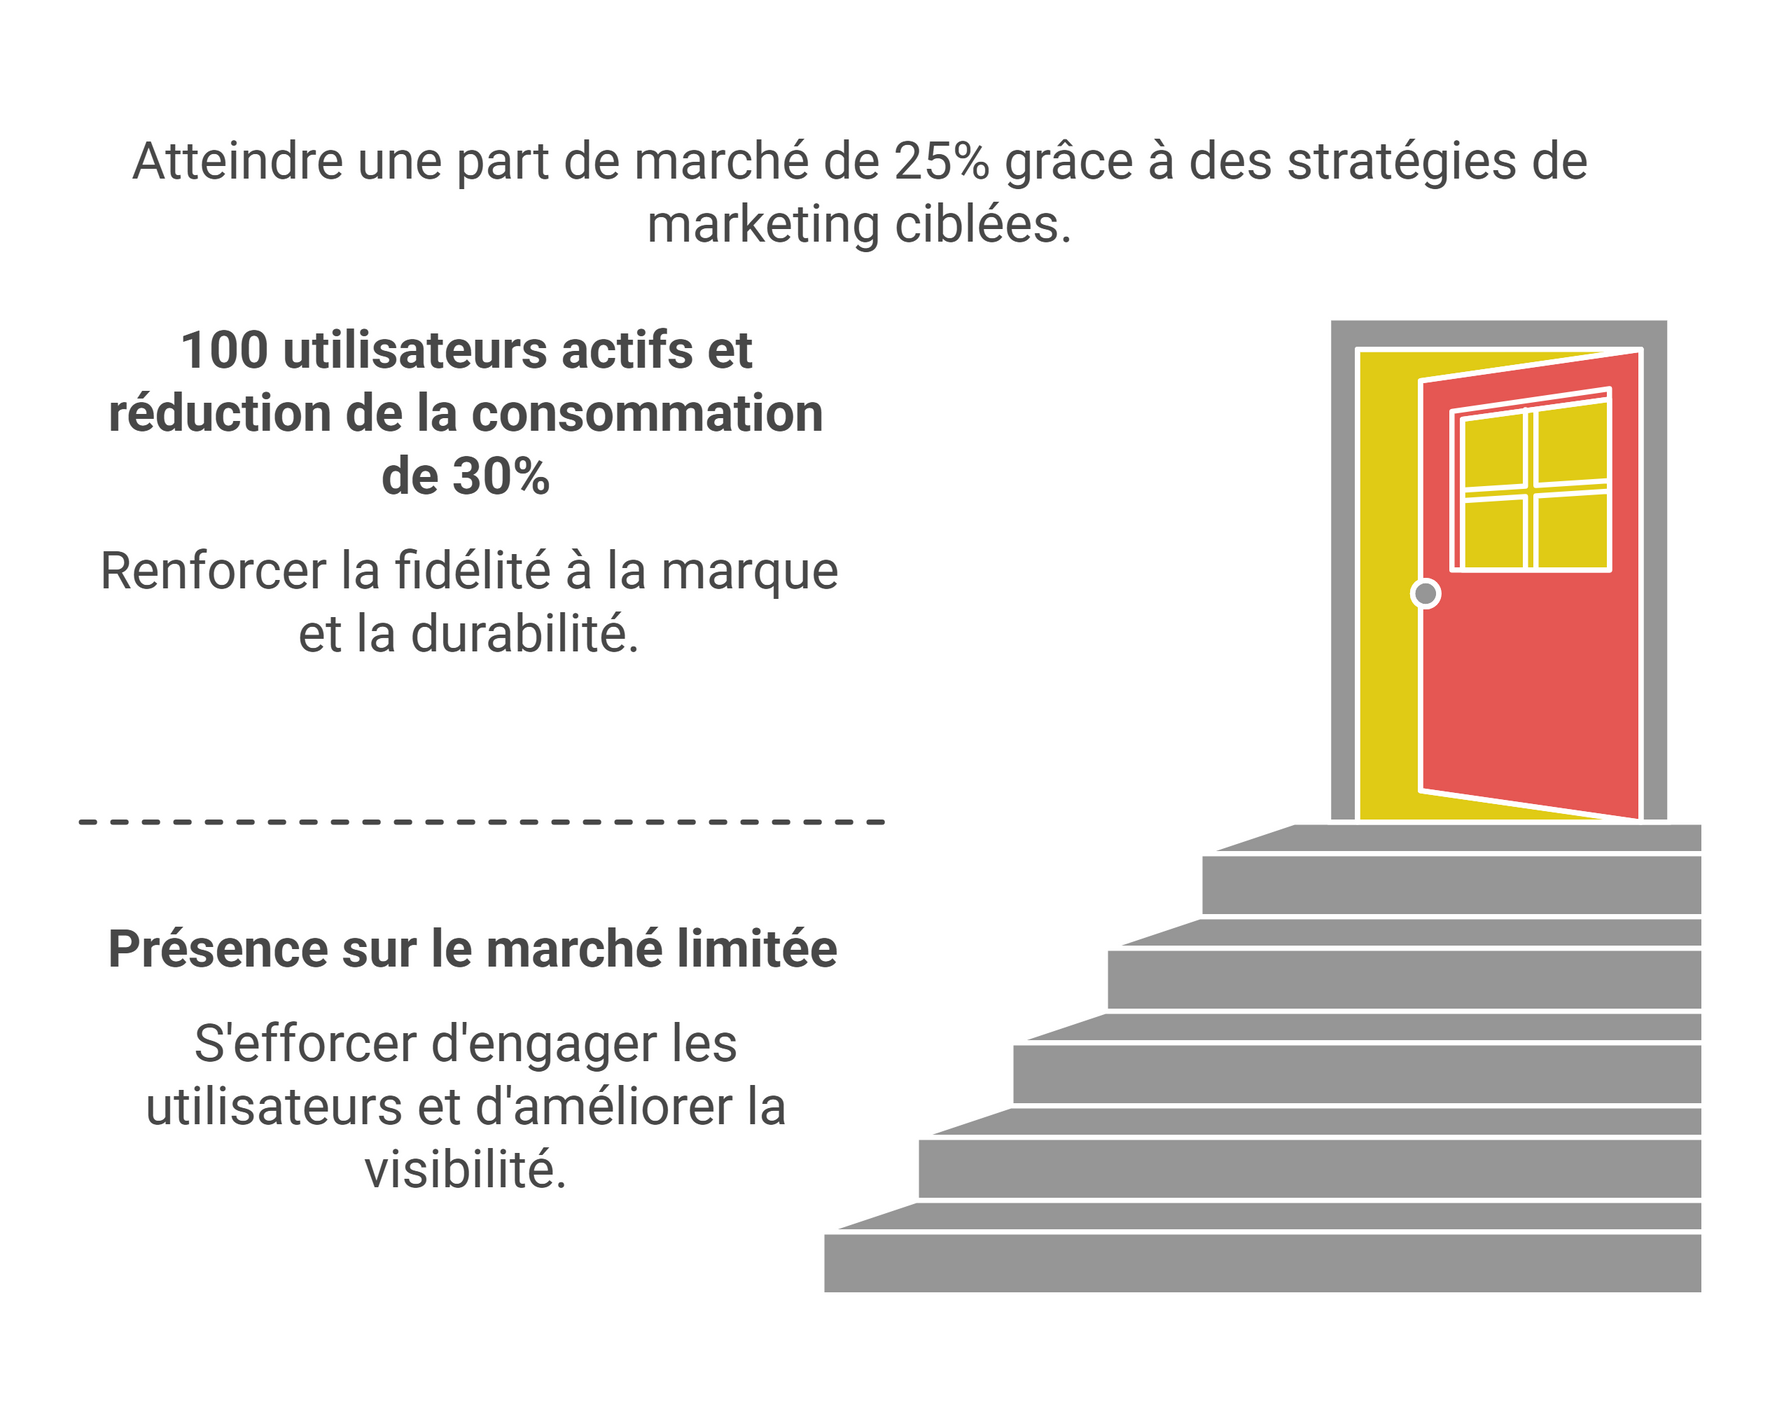 Atteindre une part de marché de 25% grâce à des stratégies de
marketing ciblées.
100 utilisateurs actifs et
réduction de la consommation
de 30%
Renforcer la fidélité à la marque
et la durabilité.
Présence sur le marché limitée
S'efforcer d'engager les
utilisateurs et d'améliorer la
visibilité.